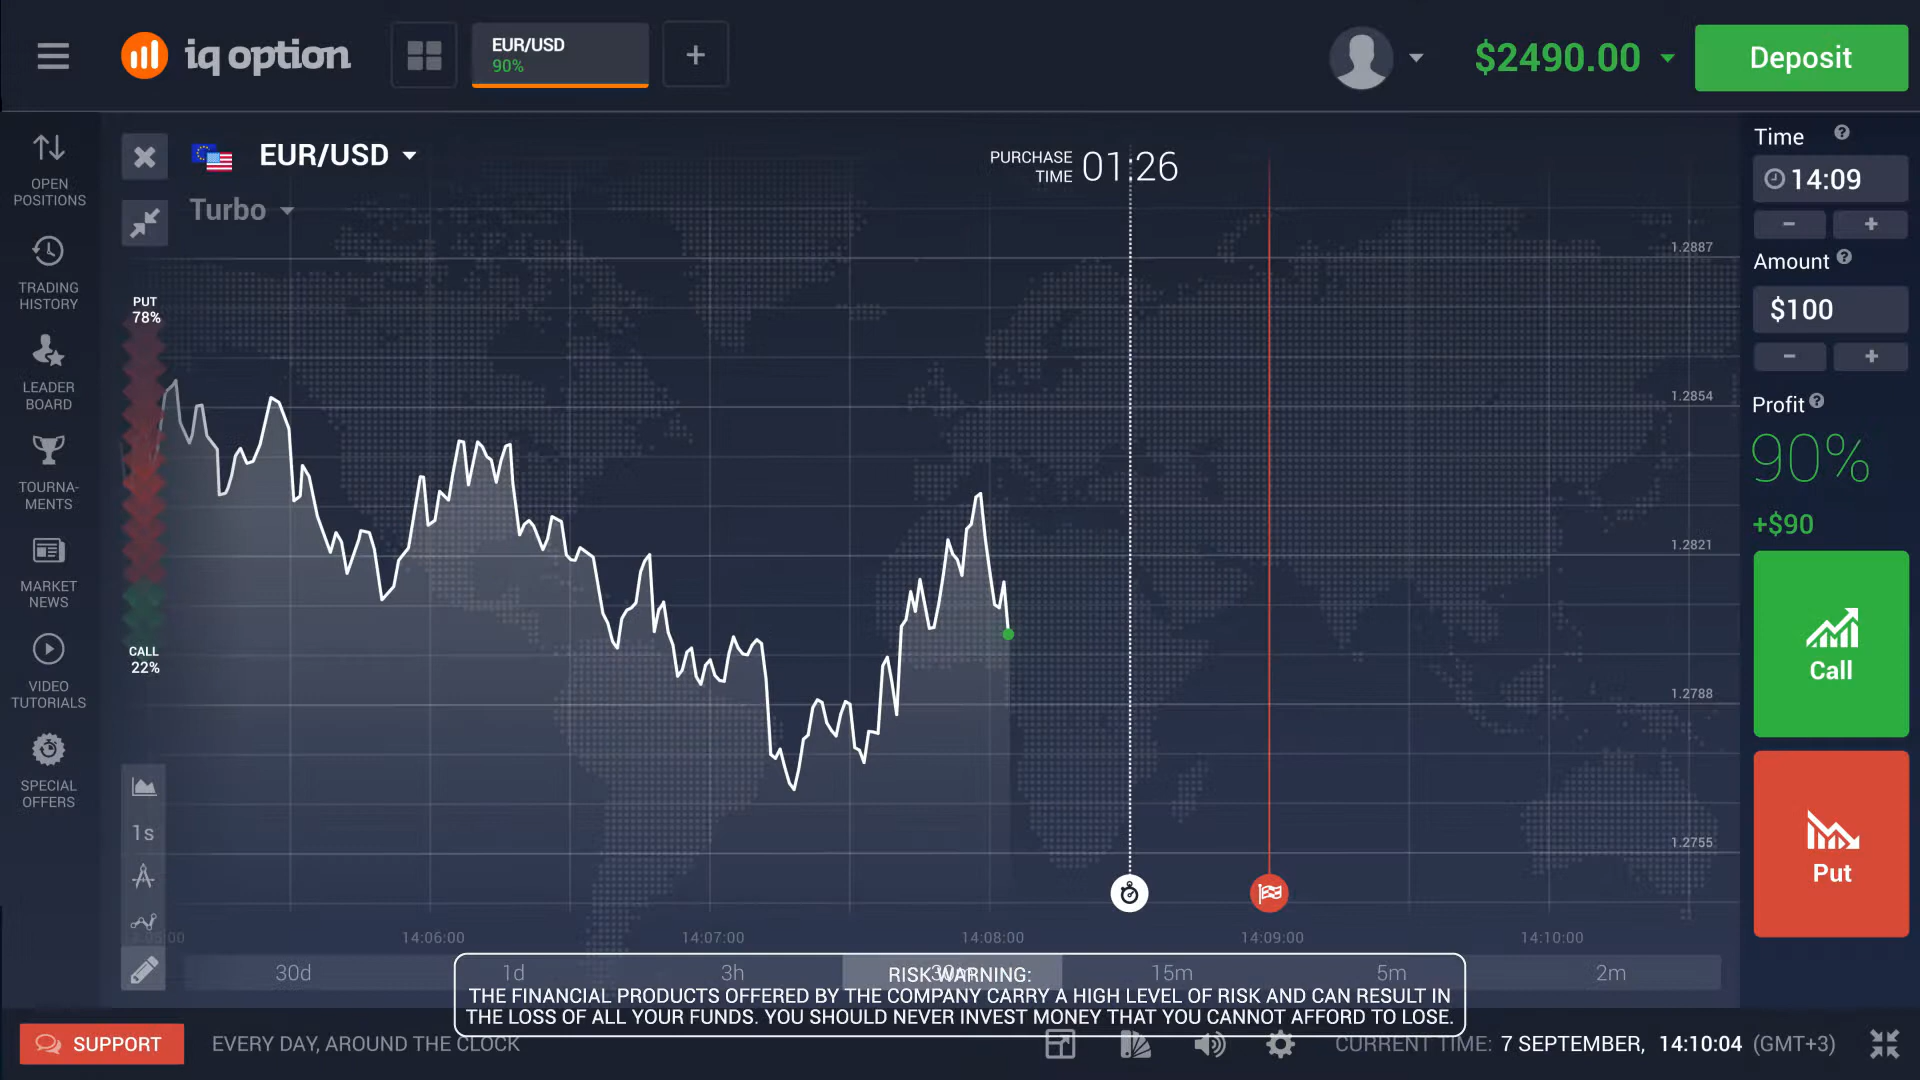 iq option
EUR/USD
90%
+
$2490.00
Deposit
EUR/USD
Turbo
PURCHASE
TIME
01:26
Time
14:09
- +
Amount
$100
- +
Profit
90%
+$90
Call
Put
OPEN
POSITIONS
TRADING
HISTORY
LEADER
BOARD
TOURNA-
MENTS
MARKET
NEWS
VIDEO
TUTORIALS
SPECIAL
OFFERS
PUT
78%
CALL
22%
1s
1.2887
1.2854
1.2821
1.2788
1.2755
05:00 14:06:00 14:07:00 14:08:00 14:09:00 14:10:00
30d 1d 3h 30m 15m 5m 2m
RISK WARNING:
THE FINANCIAL PRODUCTS OFFERED BY THE COMPANY CARRY A HIGH LEVEL OF RISK AND CAN RESULT IN
THE LOSS OF ALL YOUR FUNDS. YOU SHOULD NEVER INVEST MONEY THAT YOU CANNOT AFFORD TO LOSE.
SUPPORT
EVERY DAY, AROUND THE CLOCK
CURRENT TIME: 7 SEPTEMBER, 14:10:04 (GMT+3)